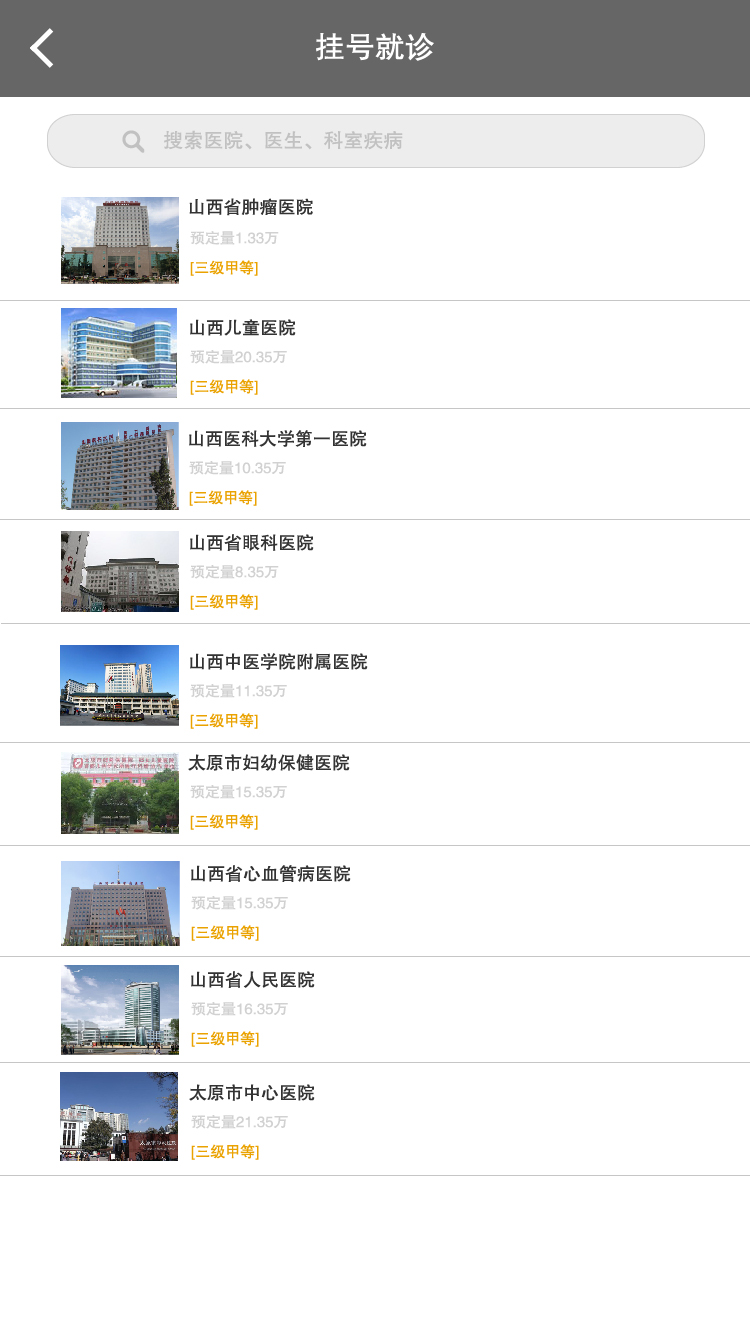 挂号就诊
搜索医院、医生、科室疾病
山西省肿瘤医院
预定量1.33万
[三级甲等]
山西儿童医院
预定量20.35万
[三级甲等]
山西医科大学第一医院
预定量10.35万
[三级甲等]
山西省眼科医院
预定量8.35万
[三级甲等]
山西中医学院附属医院
预定量11.35万
[三级甲等]
太原市妇幼保健医院
预定量15.35万
[三级甲等]
山西省心血管病医院
预定量15.35万
[三级甲等]
山西省人民医院
预定量16.35万
[三级甲等]
太原市中心医院
预定量21.35万
[三级甲等]